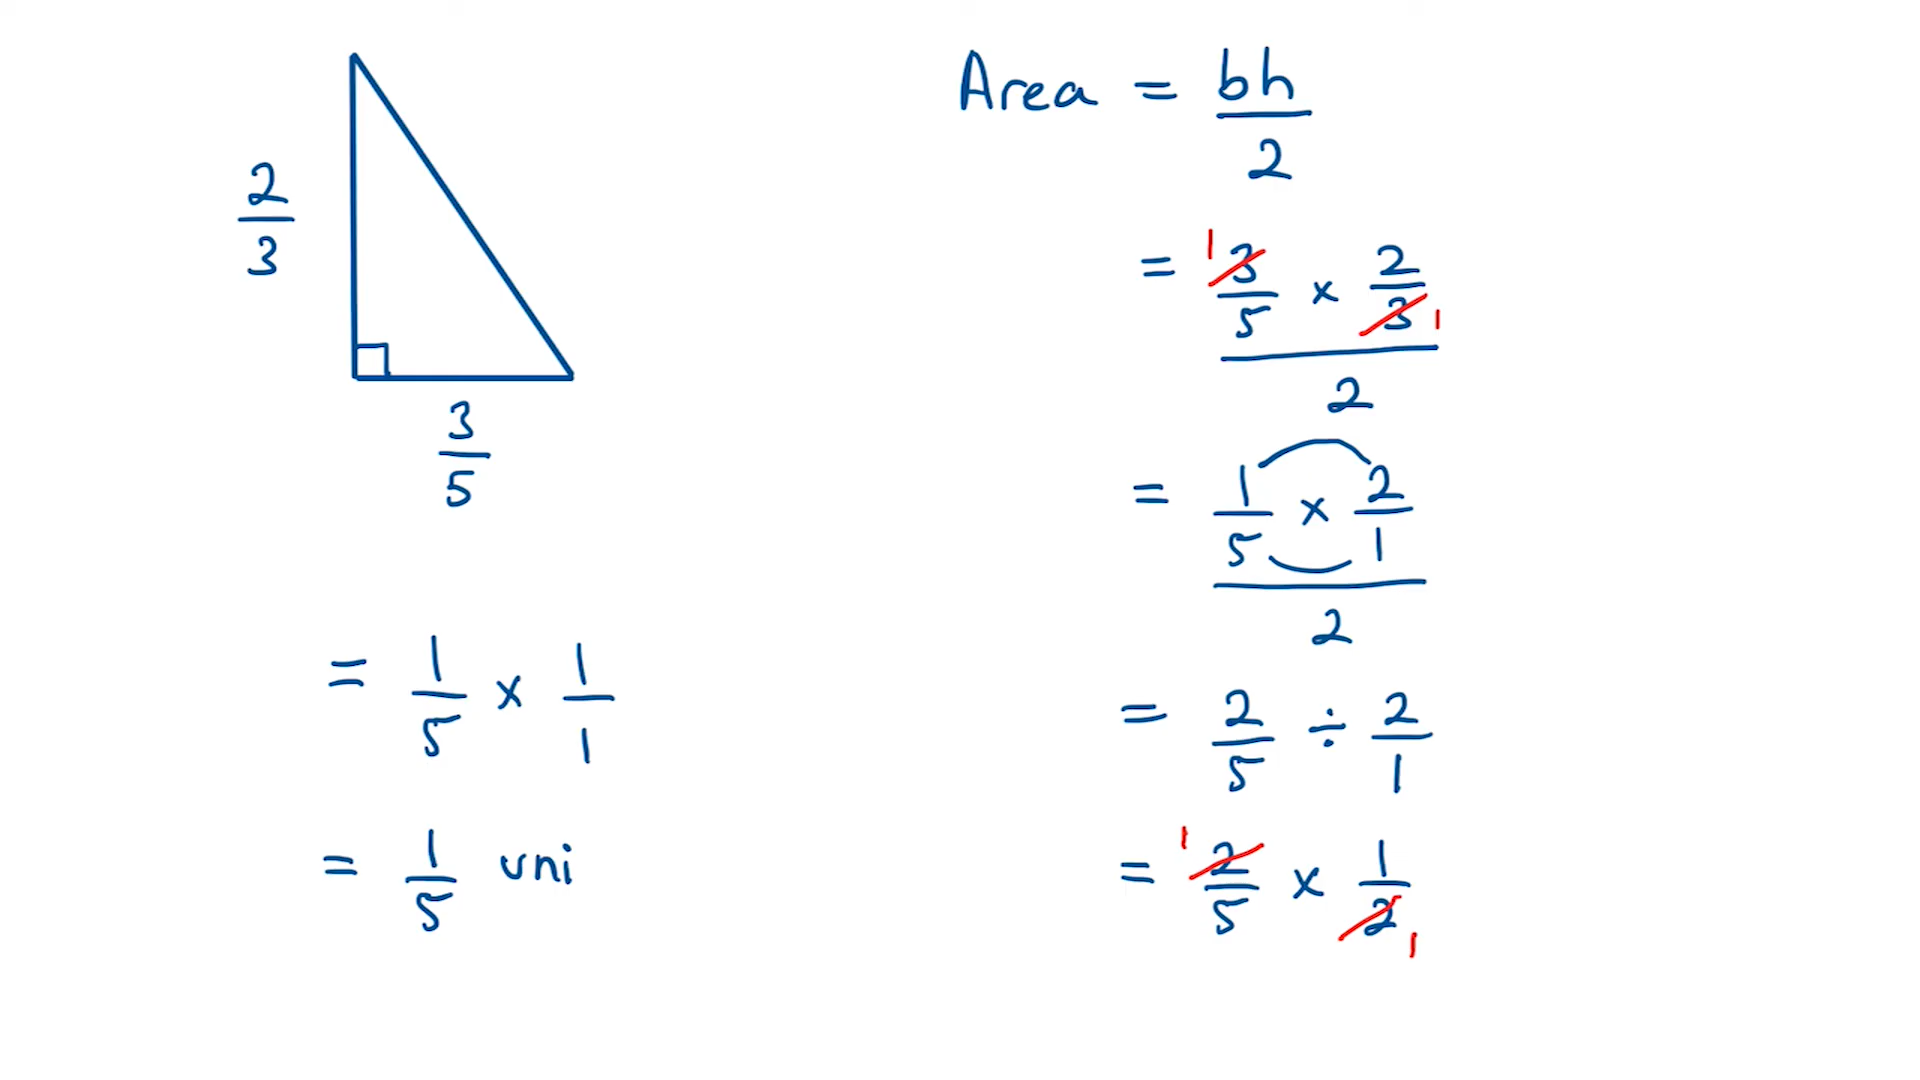 2/3
3/5
Area = bh/2
= (1 3/5 x 2/3 1)/2
= (1/5 x 2/1)/2
= 2/5 ÷ 2/1
= 1 2/5 x 1/2 1
= 1/5 x 1/1
= 1/5 uni